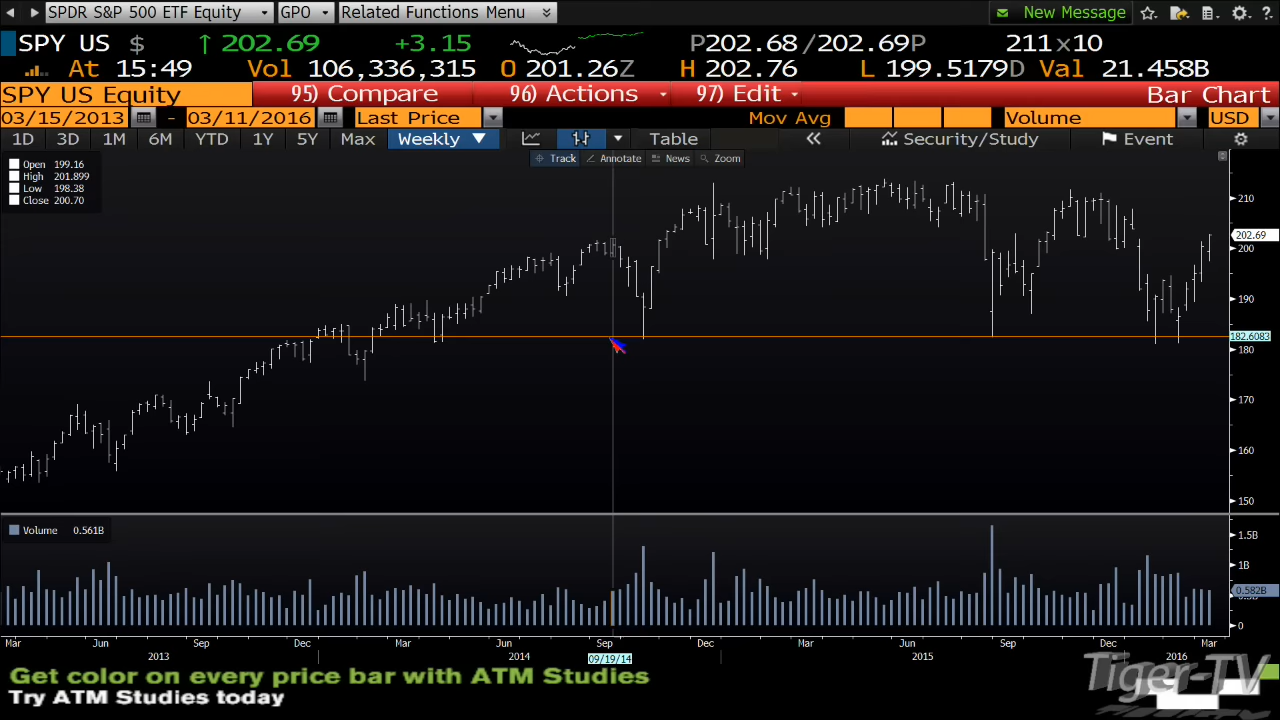 SPDR S&P 500 ETF Equity GPO Related Functions Menu New Message
SPY US $ ↑ 202.69 +3.15 P202.68 /202.69P 211x10
At 15:49 Vol 106,336,315 O 201.26Z H 202.76 L 199.5179D Val 21.458B
SPY US Equity 95) Compare 96) Actions 97) Edit Bar Chart
03/15/2013 - 03/11/2016 Last Price Mov Avg Volume USD
1D 3D 1M 6M YTD 1Y 5Y Max Weekly ▼ Table « Security/Study Event
Track Annotate News Zoom
Open 199.16
High 201.899
Low 198.38
Close 200.70
210
202.69
200
190
182.6083
180
170
160
150
Volume 0.561B
1.5B
1B
0.582B
0
Mar Jun Sep Dec Mar Jun Sep Dec Mar Jun Sep Dec Mar
2013 2014 09/19/14 2015 2016
Get color on every price bar with ATM Studies
Try ATM Studies today
Tiger-TV